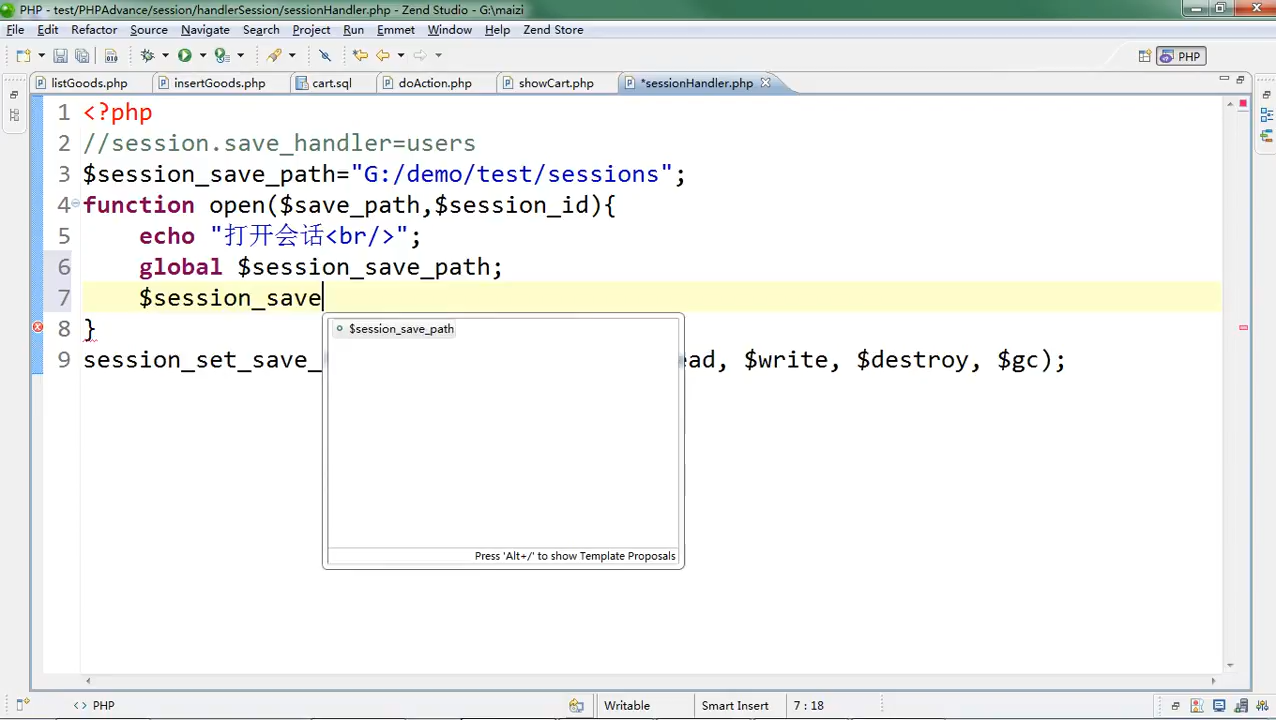 PHP - test/PHPAdvance/session/handlerSession/sessionHandler.php - Zend Studio - G:\maizi
File Edit Refactor Source Navigate Search Project Run Emmet Window Help Zend Store
PHP
listGoods.php insertGoods.php cart.sql doAction.php showCart.php *sessionHandler.php
1 <?php
2 //session.save_handler=users
3 $session_save_path="G:/demo/test/sessions";
4 function open($save_path,$session_id){
5 echo "打开会话<br/>";
6 global $session_save_path;
7 $session_save
8 }
$session_save_path
9 session_set_save_ ead, $write, $destroy, $gc);
Press 'Alt+/' to show Template Proposals
<> PHP Writable Smart Insert 7 : 18